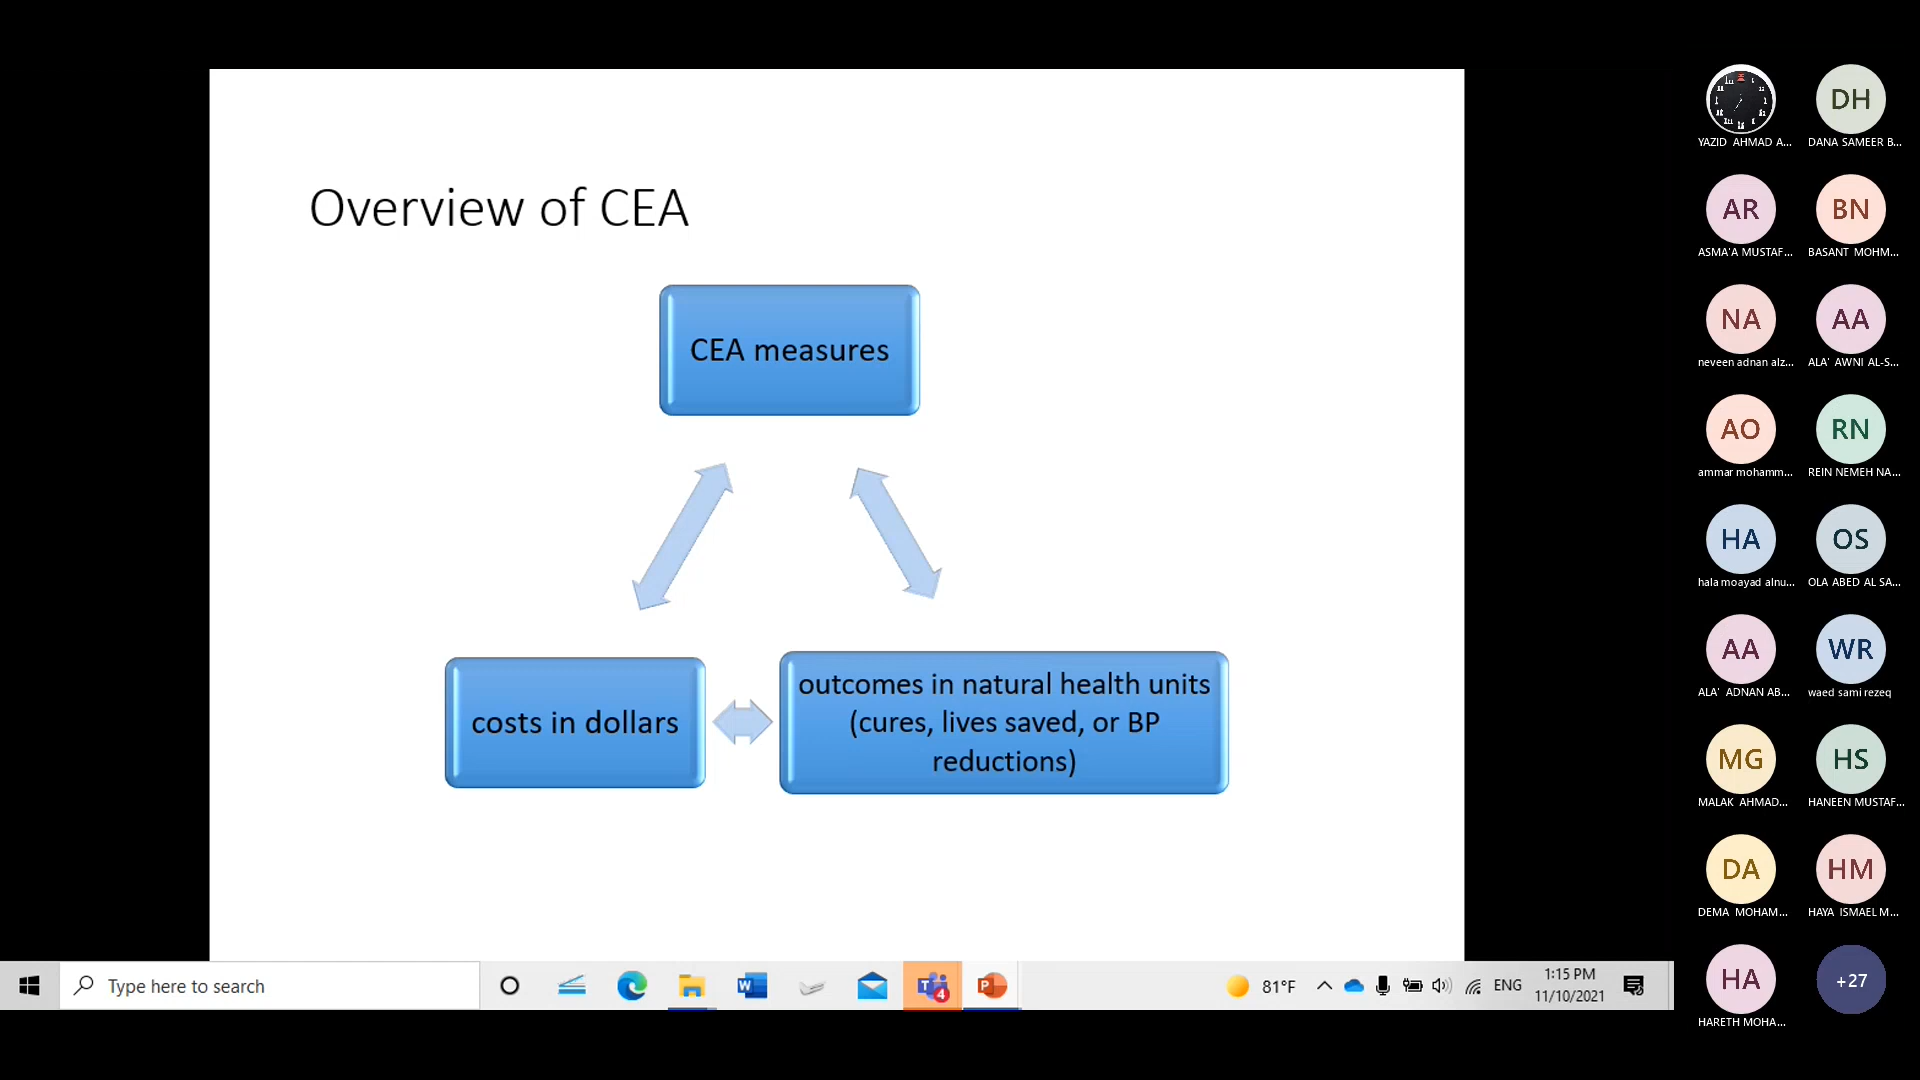 Overview of CEA
CEA measures
costs in dollars
outcomes in natural health units
(cures, lives saved, or BP
reductions)
DH
YAZID AHMAD A...
DANA SAMEER B...
AR
BN
ASMA'A MUSTAF...
BASANT MOHM...
NA
AA
neveen adnan alz...
ALA' AWNI AL-S...
AO
RN
ammar mohamm...
REIN NEMEH NA...
HA
OS
hala moayad alnu...
OLA ABED AL SA...
AA
WR
ALA' ADNAN AB...
waed sami rezeq
MG
HS
MALAK AHMAD...
HANEEN MUSTAF...
DA
HM
DEMA MOHAM...
HAYA ISMAEL M...
HA
+27
HARETH MOHA...
Type here to search
W
T
4
P
81°F
ENG
1:15 PM
11/10/2021